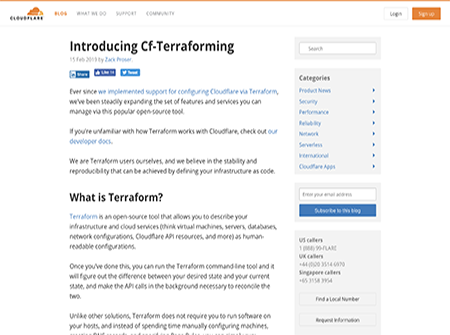 CLOUDFLARE
BLOG WHAT WE DO SUPPORT COMMUNITY
Login Sign up
Introducing Cf-Terraforming
15 Feb 2019 by Zack Proser.
Share Like Tweet
Ever since we implemented support for configuring Cloudflare via Terraform,
we've been steadily expanding the set of features and services you can
manage via this popular open-source tool.
If you're unfamiliar with how Terraform works with Cloudflare, check out our
developer docs.
We are Terraform users ourselves, and we believe in the stability and
reproducibility that can be achieved by defining your infrastructure as code.
What is Terraform?
Terraform is an open-source tool that allows you to describe your
infrastructure and cloud services (think virtual machines, servers, databases,
network configurations, Cloudflare API resources, and more) as human-
readable configurations.
Once you've done this, you can run the Terraform command-line tool and it
will figure out the difference between your desired state and your current
state, and make the API calls in the background necessary to reconcile the
two.
Unlike other solutions, Terraform does not require you to run software on
your hosts, and instead of spending time manually configuring machines,
Search
Categories
Product News
Security
Performance
Reliability
Network
Serverless
International
Cloudflare Apps
Enter your email address
Subscribe to this blog
US callers
1 (888) 99-FLARE
UK callers
+44 (0)20 3514 6970
Singapore callers
+65 3158 3954
Find a Local Number
Request Information